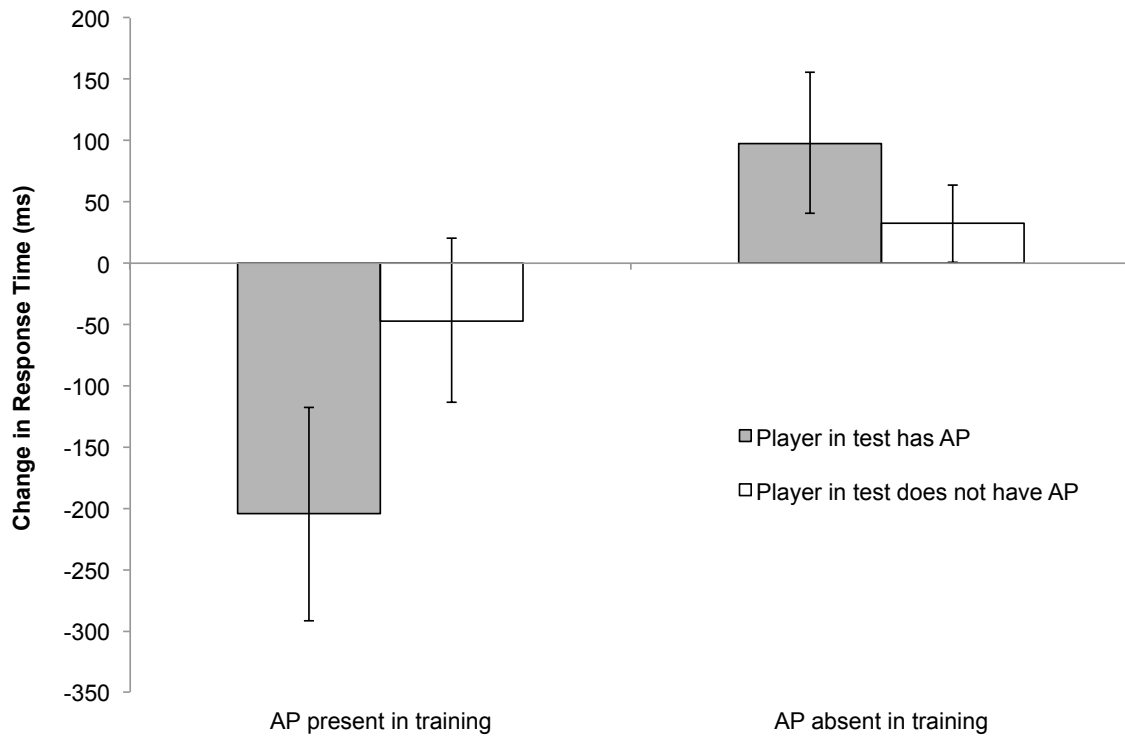 200
150
100
50
0
-50
-100
-150
-200
-250
-300
-350
Change in Response Time (ms)
Player in test has AP
Player in test does not have AP
AP present in training
AP absent in training